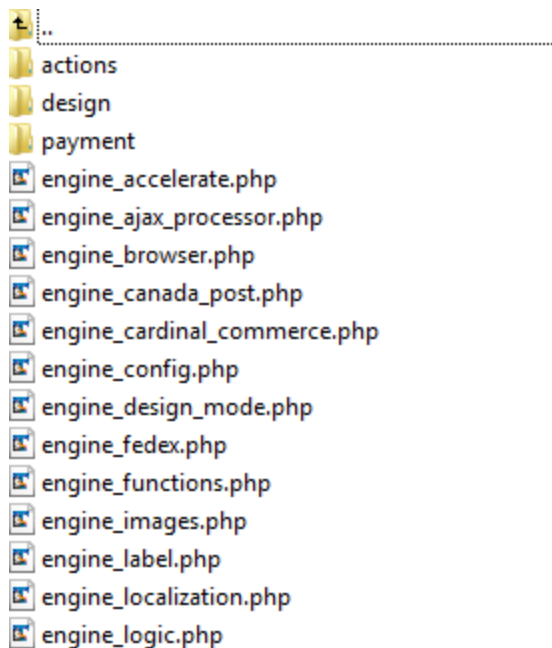 ..
actions
design
payment
engine_accelerate.php
engine_ajax_processor.php
engine_browser.php
engine_canada_post.php
engine_cardinal_commerce.php
engine_config.php
engine_design_mode.php
engine_fedex.php
engine_functions.php
engine_images.php
engine_label.php
engine_localization.php
engine_logic.php